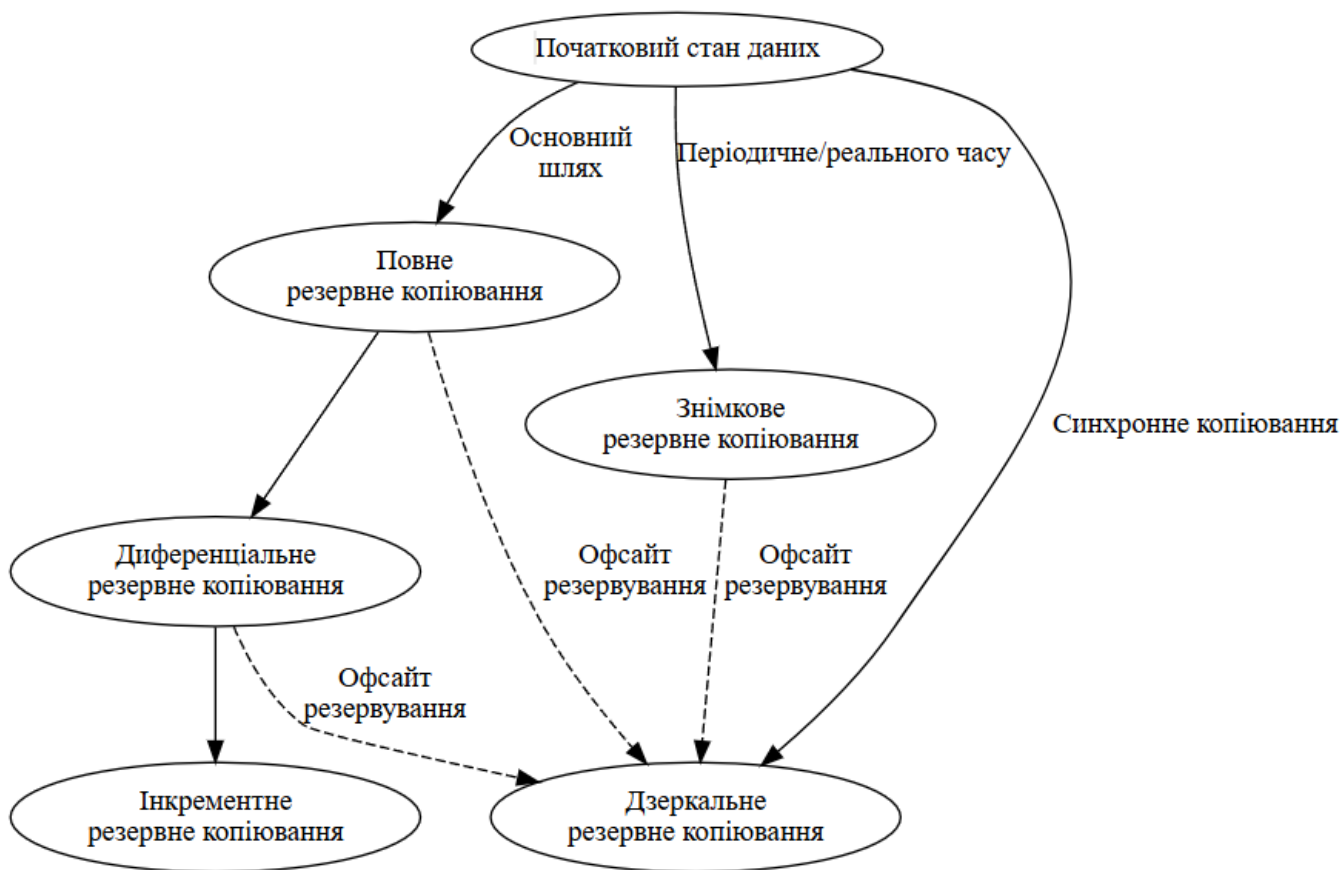 Початковий стан даних
Основний
шлях
Періодичне/реального часу
Повне
резервне копіювання
Знімкове
резервне копіювання
Синхронне копіювання
Диференціальне
резервне копіювання
Офсайт
резервування
Офсайт
резервування
Офсайт
резервування
Інкрементне
резервне копіювання
Дзеркальне
резервне копіювання